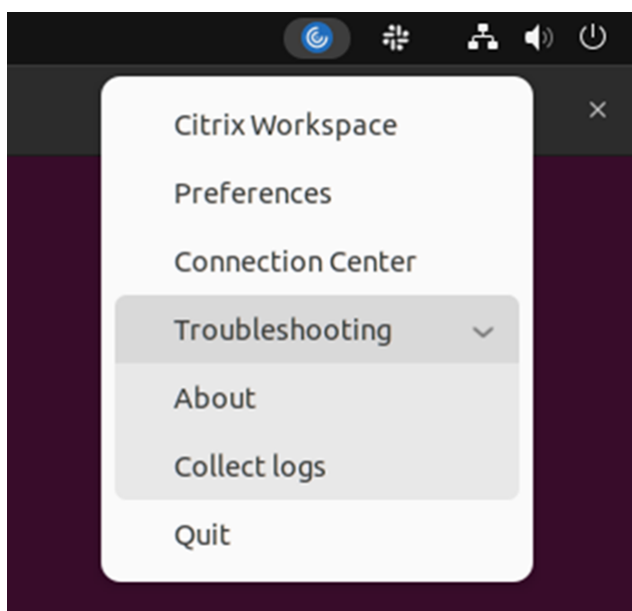 Citrix Workspace
Preferences
Connection Center
Troubleshooting
About
Collect logs
Quit